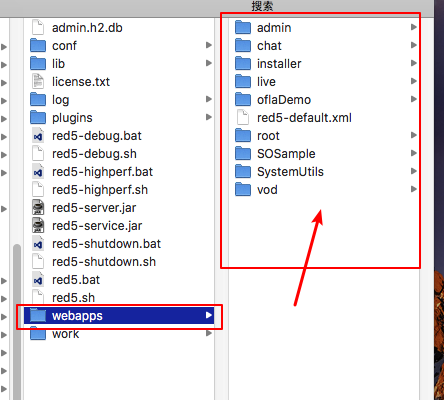 搜索
admin.h2.db
conf
lib
license.txt
log
plugins
red5-debug.bat
red5-debug.sh
red5-highperf.bat
red5-highperf.sh
red5-server.jar
red5-service.jar
red5-shutdown.bat
red5-shutdown.sh
red5.bat
red5.sh
webapps
work
admin
chat
installer
live
oflaDemo
red5-default.xml
root
SOSample
SystemUtils
vod